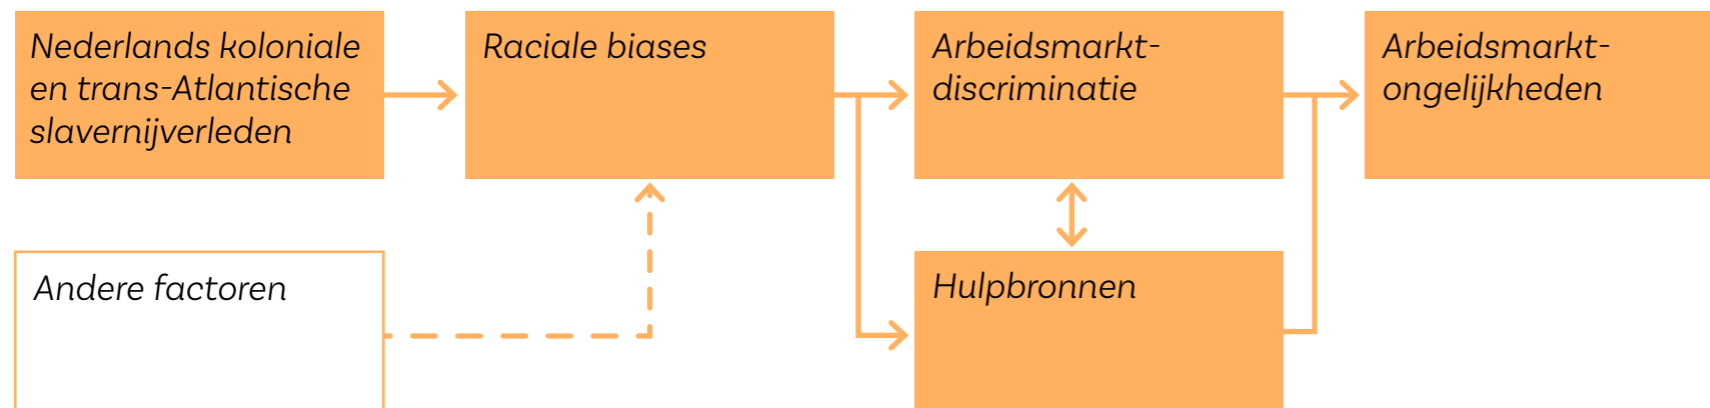 Nederlands koloniale
en trans-Atlantische
slavernijverleden
Raciale biases
Arbeidsmarkt-
discriminatie
Arbeidsmarkt-
ongelijkheden
Andere factoren
Hulpbronnen